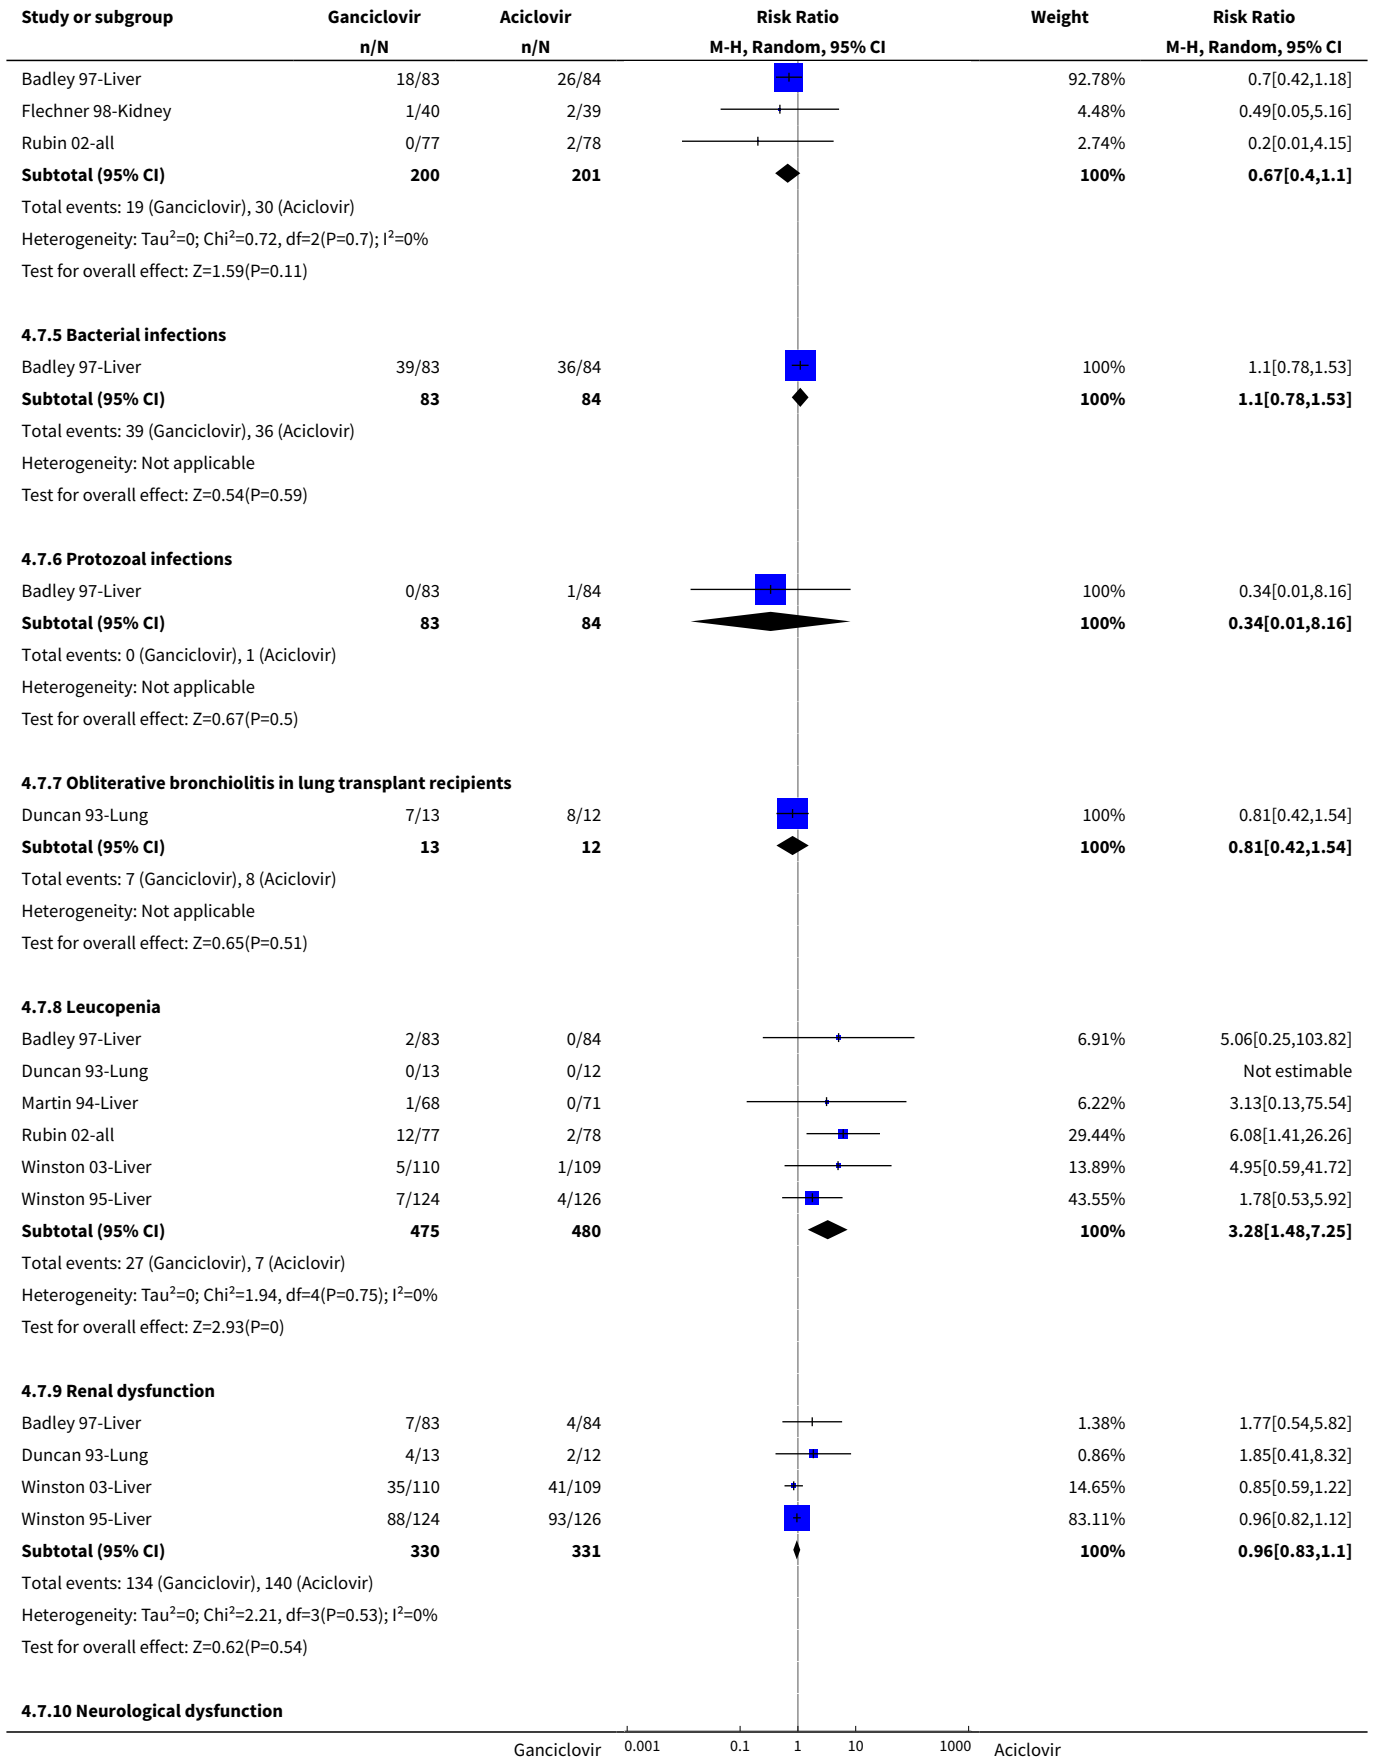 Study or subgroup Ganciclovir Aciclovir Risk Ratio Weight Risk Ratio
n/N n/N M-H, Random, 95% CI M-H, Random, 95% CI
Badley 97-Liver 18/83 26/84 92.78% 0.7[0.42,1.18]
Flechner 98-Kidney 1/40 2/39 4.48% 0.49[0.05,5.16]
Rubin 02-all 0/77 2/78 2.74% 0.2[0.01,4.15]
Subtotal (95% CI) 200 201 100% 0.67[0.4,1.1]
Total events: 19 (Ganciclovir), 30 (Aciclovir)
Heterogeneity: Tau²=0; Chi²=0.72, df=2(P=0.7); I²=0%
Test for overall effect: Z=1.59(P=0.11)
4.7.5 Bacterial infections
Badley 97-Liver 39/83 36/84 100% 1.1[0.78,1.53]
Subtotal (95% CI) 83 84 100% 1.1[0.78,1.53]
Total events: 39 (Ganciclovir), 36 (Aciclovir)
Heterogeneity: Not applicable
Test for overall effect: Z=0.54(P=0.59)
4.7.6 Protozoal infections
Badley 97-Liver 0/83 1/84 100% 0.34[0.01,8.16]
Subtotal (95% CI) 83 84 100% 0.34[0.01,8.16]
Total events: 0 (Ganciclovir), 1 (Aciclovir)
Heterogeneity: Not applicable
Test for overall effect: Z=0.67(P=0.5)
4.7.7 Obliterative bronchiolitis in lung transplant recipients
Duncan 93-Lung 7/13 8/12 100% 0.81[0.42,1.54]
Subtotal (95% CI) 13 12 100% 0.81[0.42,1.54]
Total events: 7 (Ganciclovir), 8 (Aciclovir)
Heterogeneity: Not applicable
Test for overall effect: Z=0.65(P=0.51)
4.7.8 Leucopenia
Badley 97-Liver 2/83 0/84 6.91% 5.06[0.25,103.82]
Duncan 93-Lung 0/13 0/12 Not estimable
Martin 94-Liver 1/68 0/71 6.22% 3.13[0.13,75.54]
Rubin 02-all 12/77 2/78 29.44% 6.08[1.41,26.26]
Winston 03-Liver 5/110 1/109 13.89% 4.95[0.59,41.72]
Winston 95-Liver 7/124 4/126 43.55% 1.78[0.53,5.92]
Subtotal (95% CI) 475 480 100% 3.28[1.48,7.25]
Total events: 27 (Ganciclovir), 7 (Aciclovir)
Heterogeneity: Tau²=0; Chi²=1.94, df=4(P=0.75); I²=0%
Test for overall effect: Z=2.93(P=0)
4.7.9 Renal dysfunction
Badley 97-Liver 7/83 4/84 1.38% 1.77[0.54,5.82]
Duncan 93-Lung 4/13 2/12 0.86% 1.85[0.41,8.32]
Winston 03-Liver 35/110 41/109 14.65% 0.85[0.59,1.22]
Winston 95-Liver 88/124 93/126 83.11% 0.96[0.82,1.12]
Subtotal (95% CI) 330 331 100% 0.96[0.83,1.1]
Total events: 134 (Ganciclovir), 140 (Aciclovir)
Heterogeneity: Tau²=0; Chi²=2.21, df=3(P=0.53); I²=0%
Test for overall effect: Z=0.62(P=0.54)
4.7.10 Neurological dysfunction
Ganciclovir 0.001 0.1 1 10 1000 Aciclovir